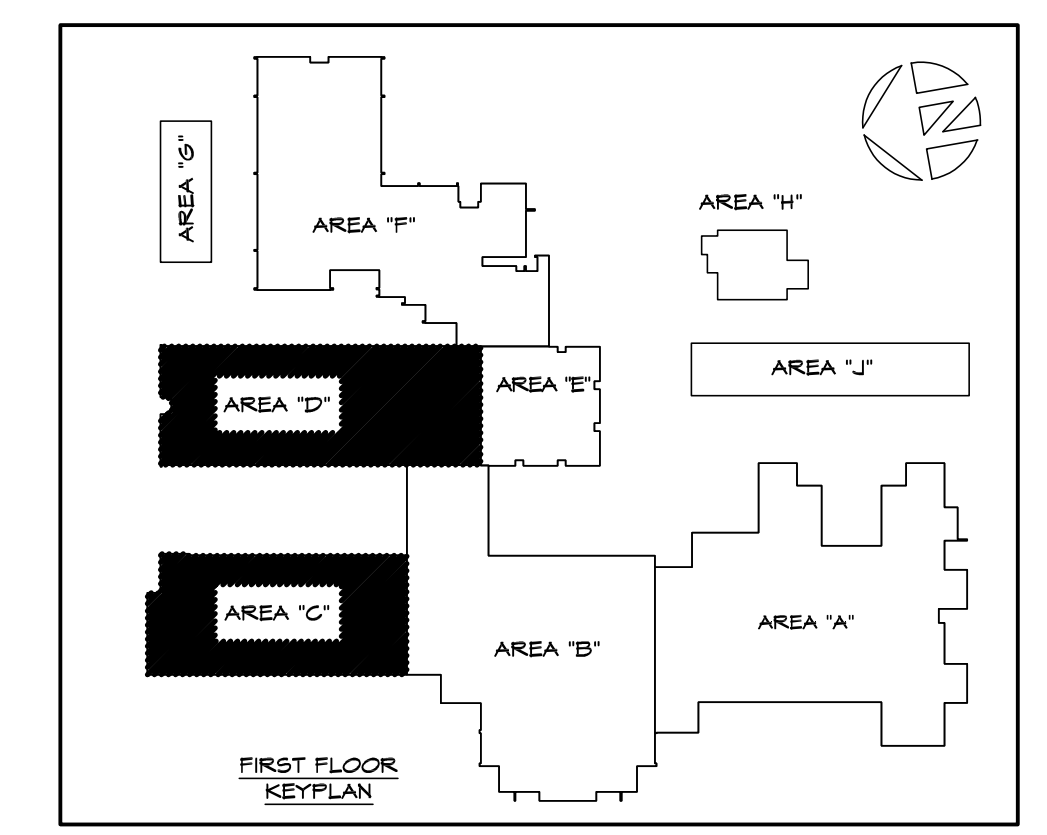 AREA "G"
AREA "F"
AREA "H"
AREA "J"
AREA "E"
AREA "D"
AREA "C"
AREA "A"
AREA "B"
FIRST FLOOR
KEYPLAN
N